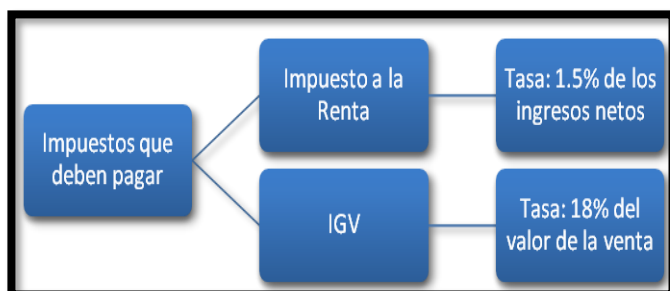 Impuestos que
deben pagar
Impuesto a la
Renta
Tasa: 1.5% de los
ingresos netos
IGV
Tasa: 18% del
valor de la venta